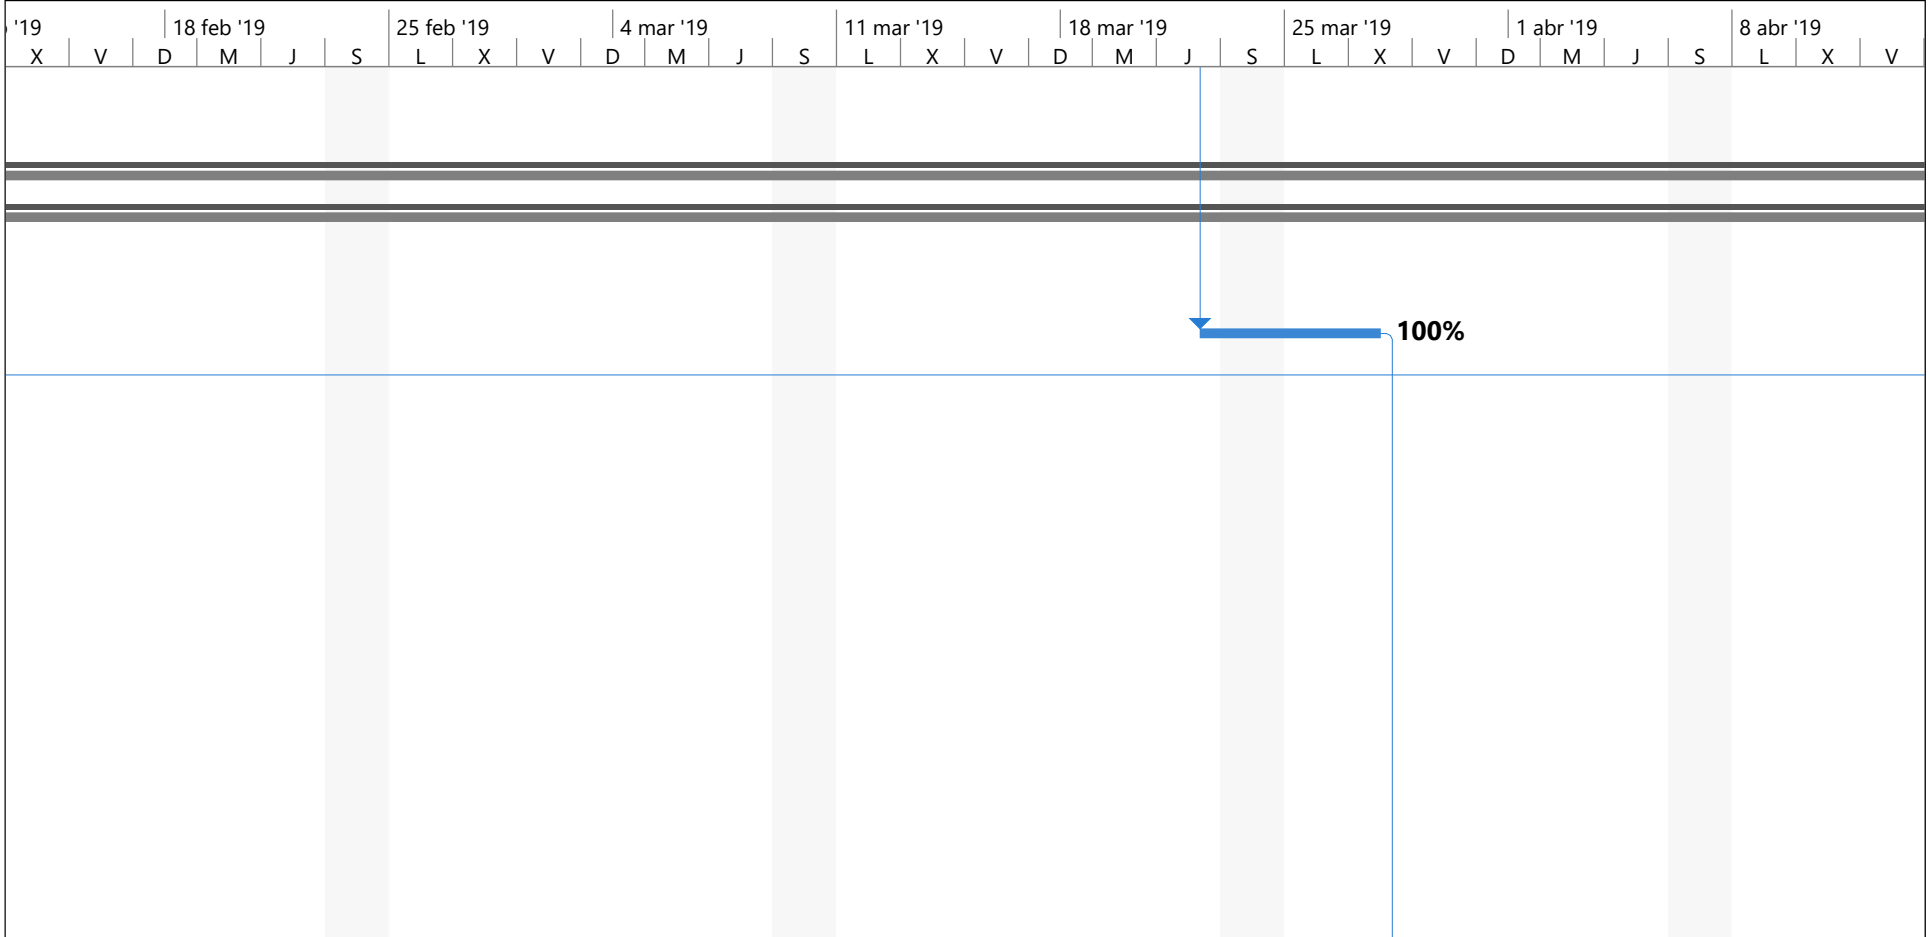 '19 18 feb '19 25 feb '19 4 mar '19 11 mar '19 18 mar '19 25 mar '19 1 abr '19 8 abr '19
X V D M J S L X V D M J S L X V D M J S L X V D M J S L X V
100%